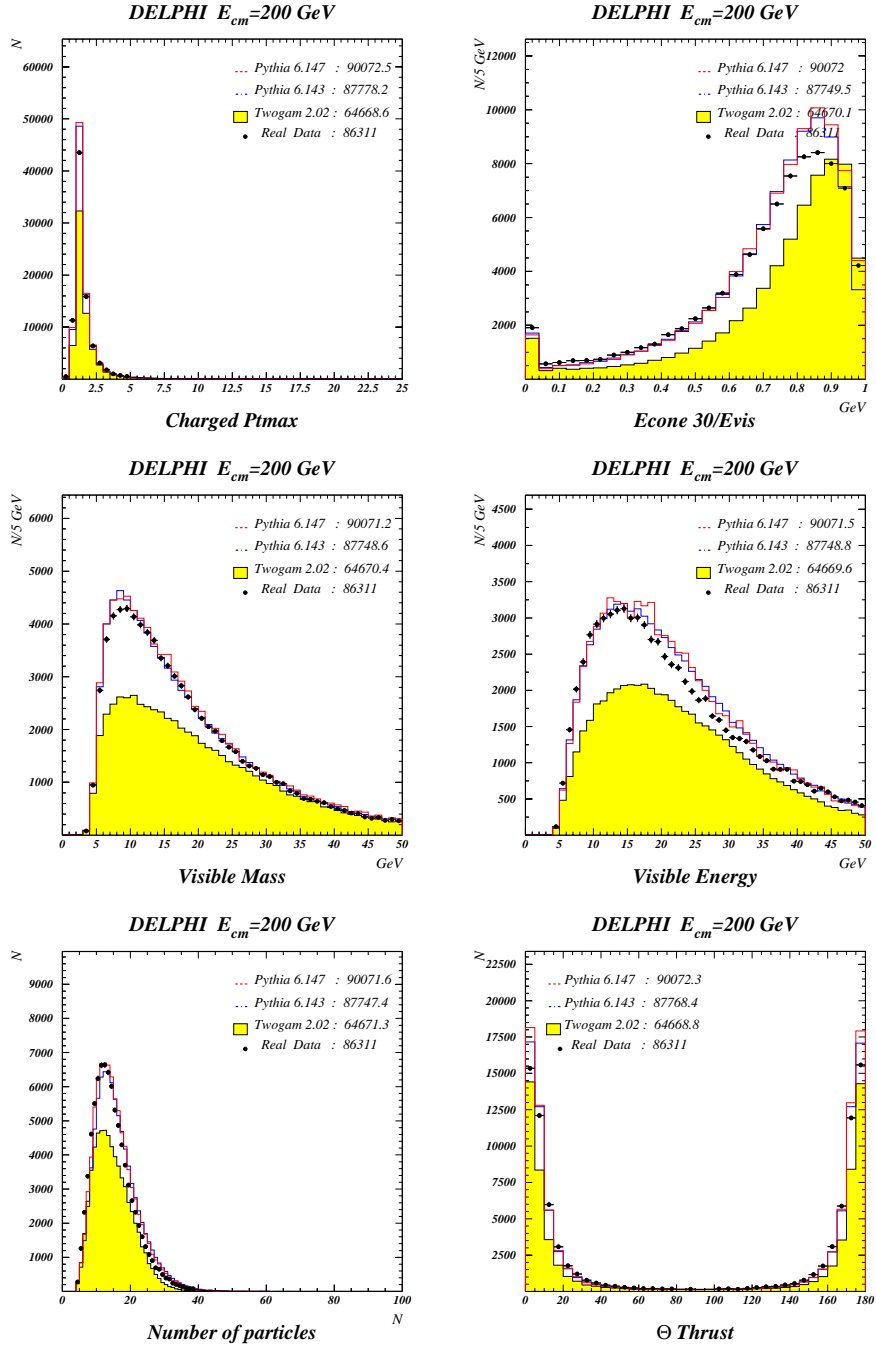 DELPHI E_cm=200 GeV
N
60000
50000
40000
30000
20000
10000
Pythia 6.147 : 90072.5
Pythia 6.143 : 87778.2
Twogam 2.02 : 64668.6
Real Data : 86311
0 2.5 5 7.5 10 12.5 15 17.5 20 22.5 25
Charged Ptmax
DELPHI E_cm=200 GeV
N/5 GeV
12000
10000
8000
6000
4000
2000
0
Pythia 6.147 : 90072
Pythia 6.143 : 87749.5
Twogam 2.02 : 64670.1
Real Data : 86311
0 0.1 0.2 0.3 0.4 0.5 0.6 0.7 0.8 0.9 1
GeV
Econe 30/Evis
DELPHI E_cm=200 GeV
N/5 GeV
6000
5000
4000
3000
2000
1000
Pythia 6.147 : 90071.2
Pythia 6.143 : 87748.6
Twogam 2.02 : 64670.4
Real Data : 86311
0 5 10 15 20 25 30 35 40 45 50
GeV
Visible Mass
DELPHI E_cm=200 GeV
N/5 GeV
4500
4000
3500
3000
2500
2000
1500
1000
500
Pythia 6.147 : 90071.5
Pythia 6.143 : 87748.8
Twogam 2.02 : 64669.6
Real Data : 86311
0 5 10 15 20 25 30 35 40 45 50
GeV
Visible Energy
DELPHI E_cm=200 GeV
N
9000
8000
7000
6000
5000
4000
3000
2000
1000
Pythia 6.147 : 90071.6
Pythia 6.143 : 87747.4
Twogam 2.02 : 64671.3
Real Data : 86311
0 20 40 60 80 100
N
Number of particles
DELPHI E_cm=200 GeV
N
22500
20000
17500
15000
12500
10000
7500
5000
2500
Pythia 6.147 : 90072.3
Pythia 6.143 : 87768.4
Twogam 2.02 : 64668.8
Real Data : 86311
0 20 40 60 80 100 120 140 160 180
Θ Thrust